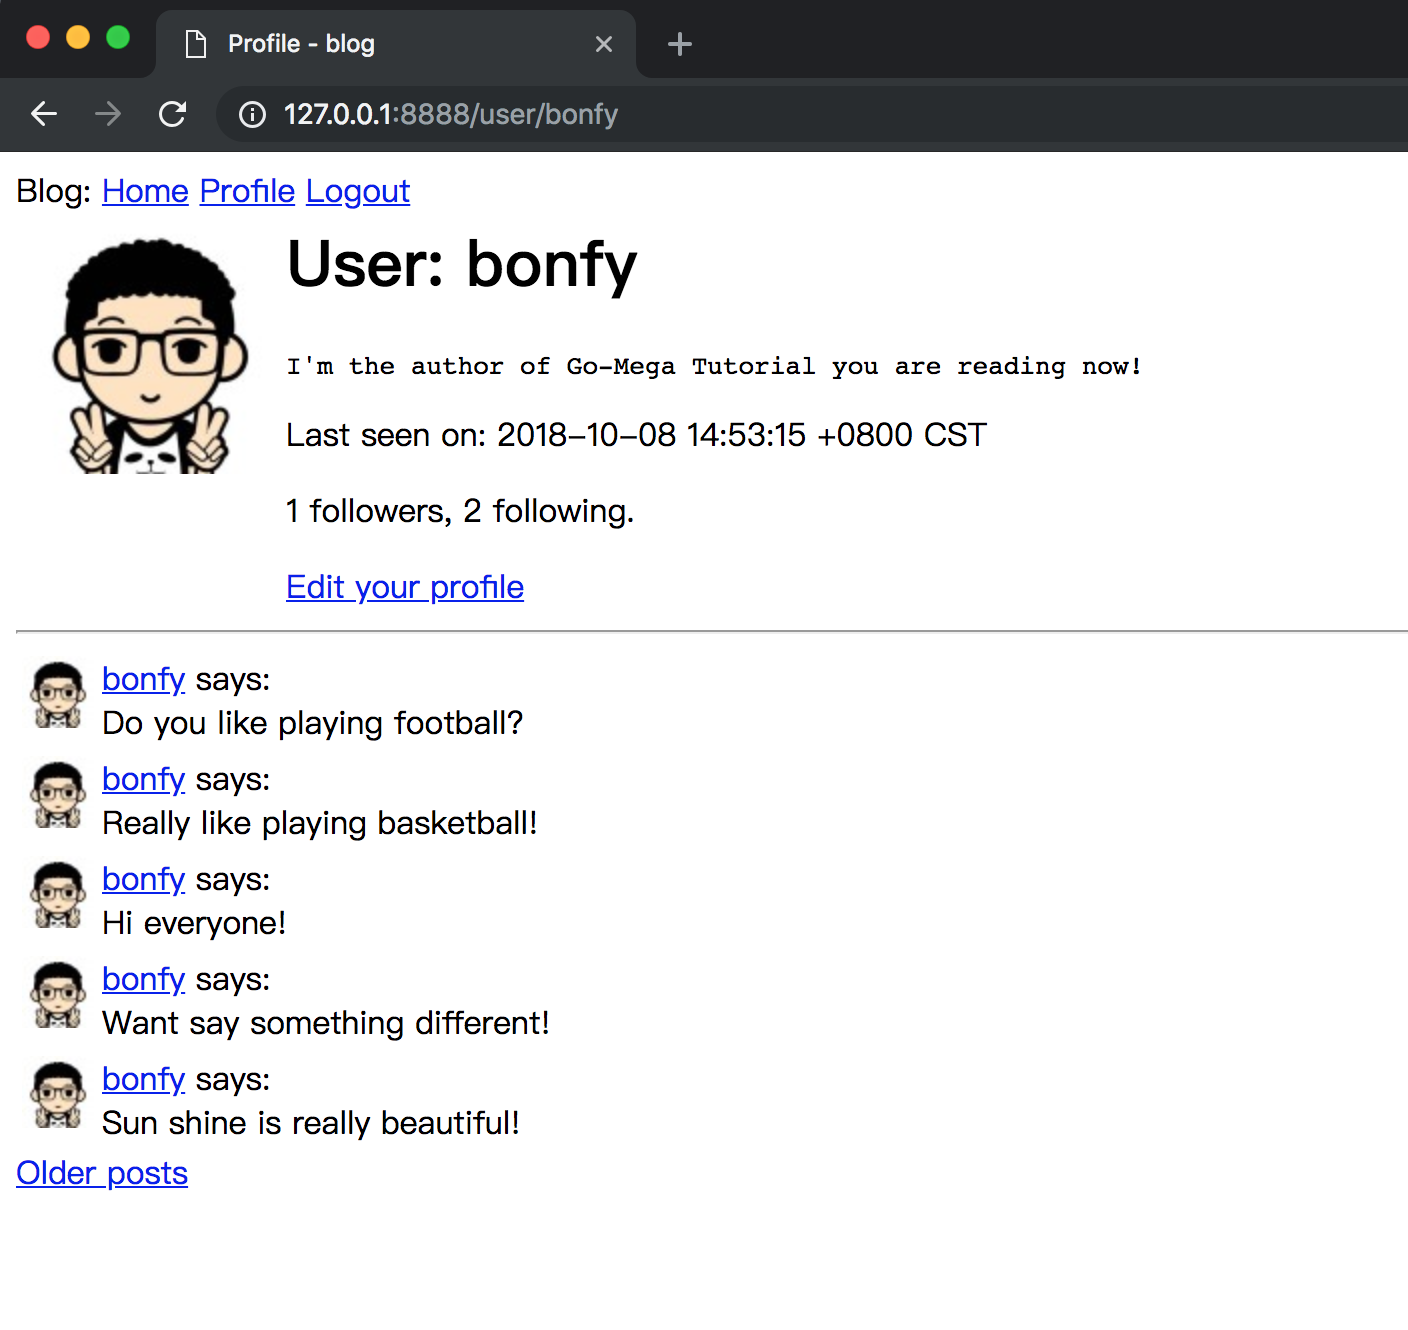 Profile - blog
127.0.0.1:8888/user/bonfy
Blog: Home Profile Logout
User: bonfy
I'm the author of Go-Mega Tutorial you are reading now!
Last seen on: 2018-10-08 14:53:15 +0800 CST
1 followers, 2 following.
Edit your profile
bonfy says:
Do you like playing football?
bonfy says:
Really like playing basketball!
bonfy says:
Hi everyone!
bonfy says:
Want say something different!
bonfy says:
Sun shine is really beautiful!
Older posts